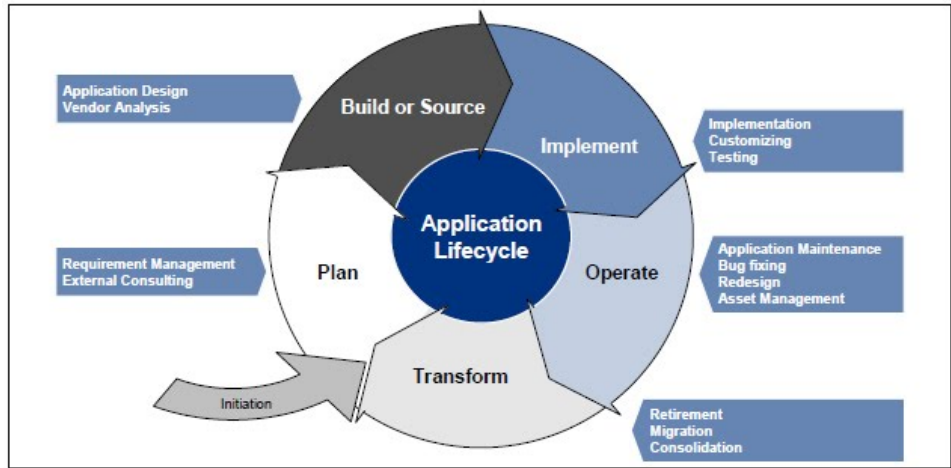 Application Design
Vendor Analysis
Build or Source
Implement
Implementation
Customizing
Testing
Application
Lifecycle
Requirement Management
External Consulting
Plan
Operate
Application Maintenance
Bug fixing
Redesign
Asset Management
Transform
Initiation
Retirement
Migration
Consolidation